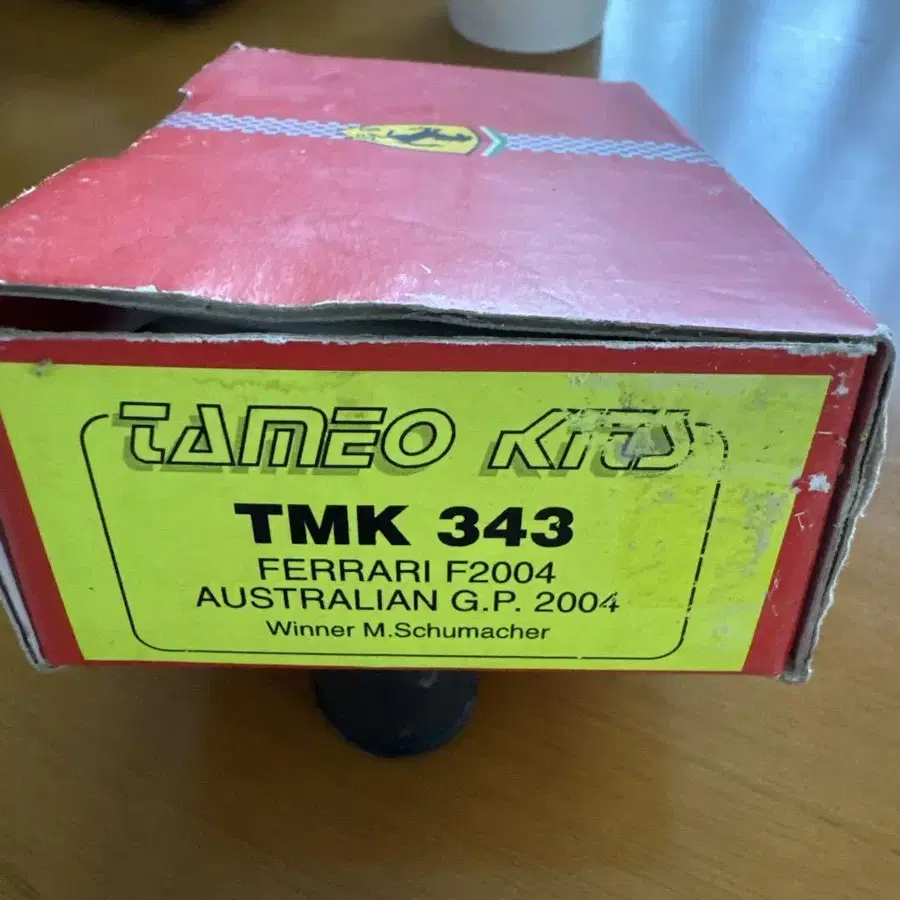 TAMEO KITS
TMK 343
FERRARI F2004
AUSTRALIAN G.P. 2004
Winner M.Schumacher